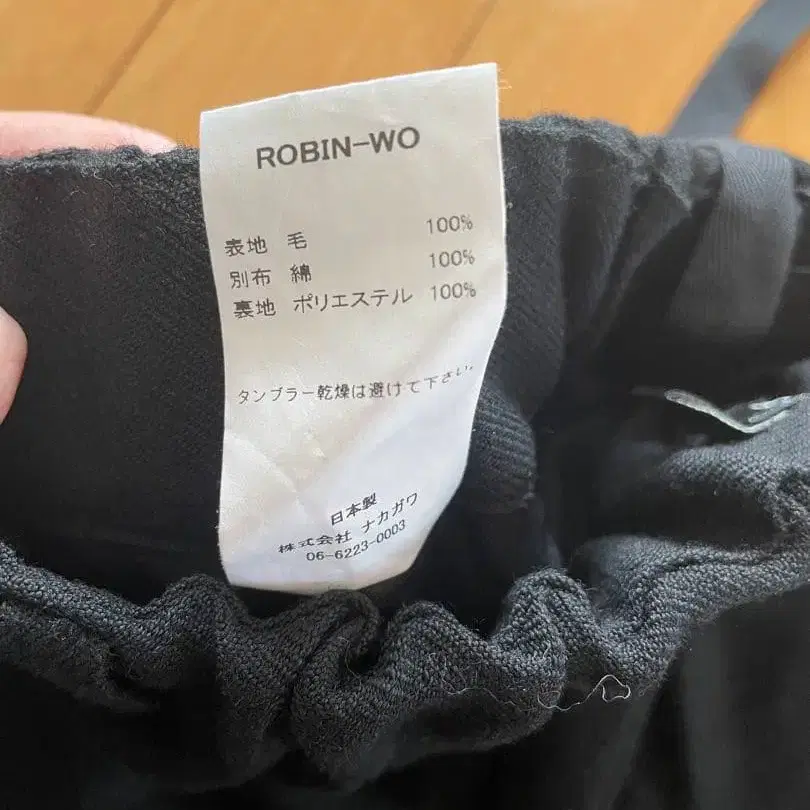 ROBIN-WO
表地 毛 100%
別布 綿 100%
裏地 ポリエステル 100%
タンブラー乾燥は避けて下さい。
日本製
株式会社 ナカガワ
06-6223-0003